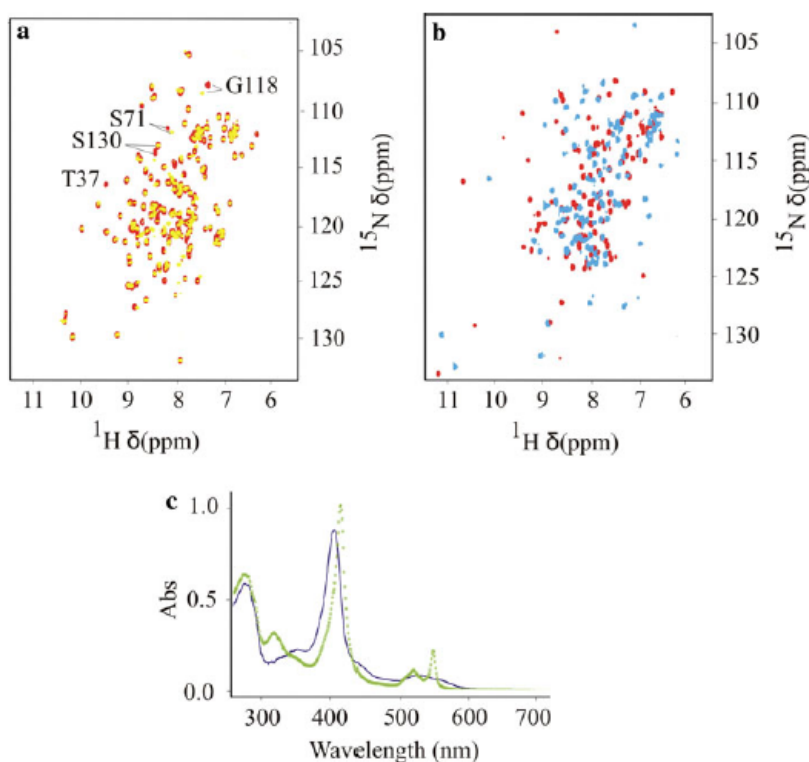 a
G118
S71
S130
T37
105
110
115
120
125
130
15N δ(ppm)
11 10 9 8 7 6
1H δ(ppm)
b
105
110
115
120
125
130
15N δ(ppm)
11 10 9 8 7 6
1H δ(ppm)
c
1.0
0.5
0.0
Abs
300 400 500 600 700
Wavelength (nm)